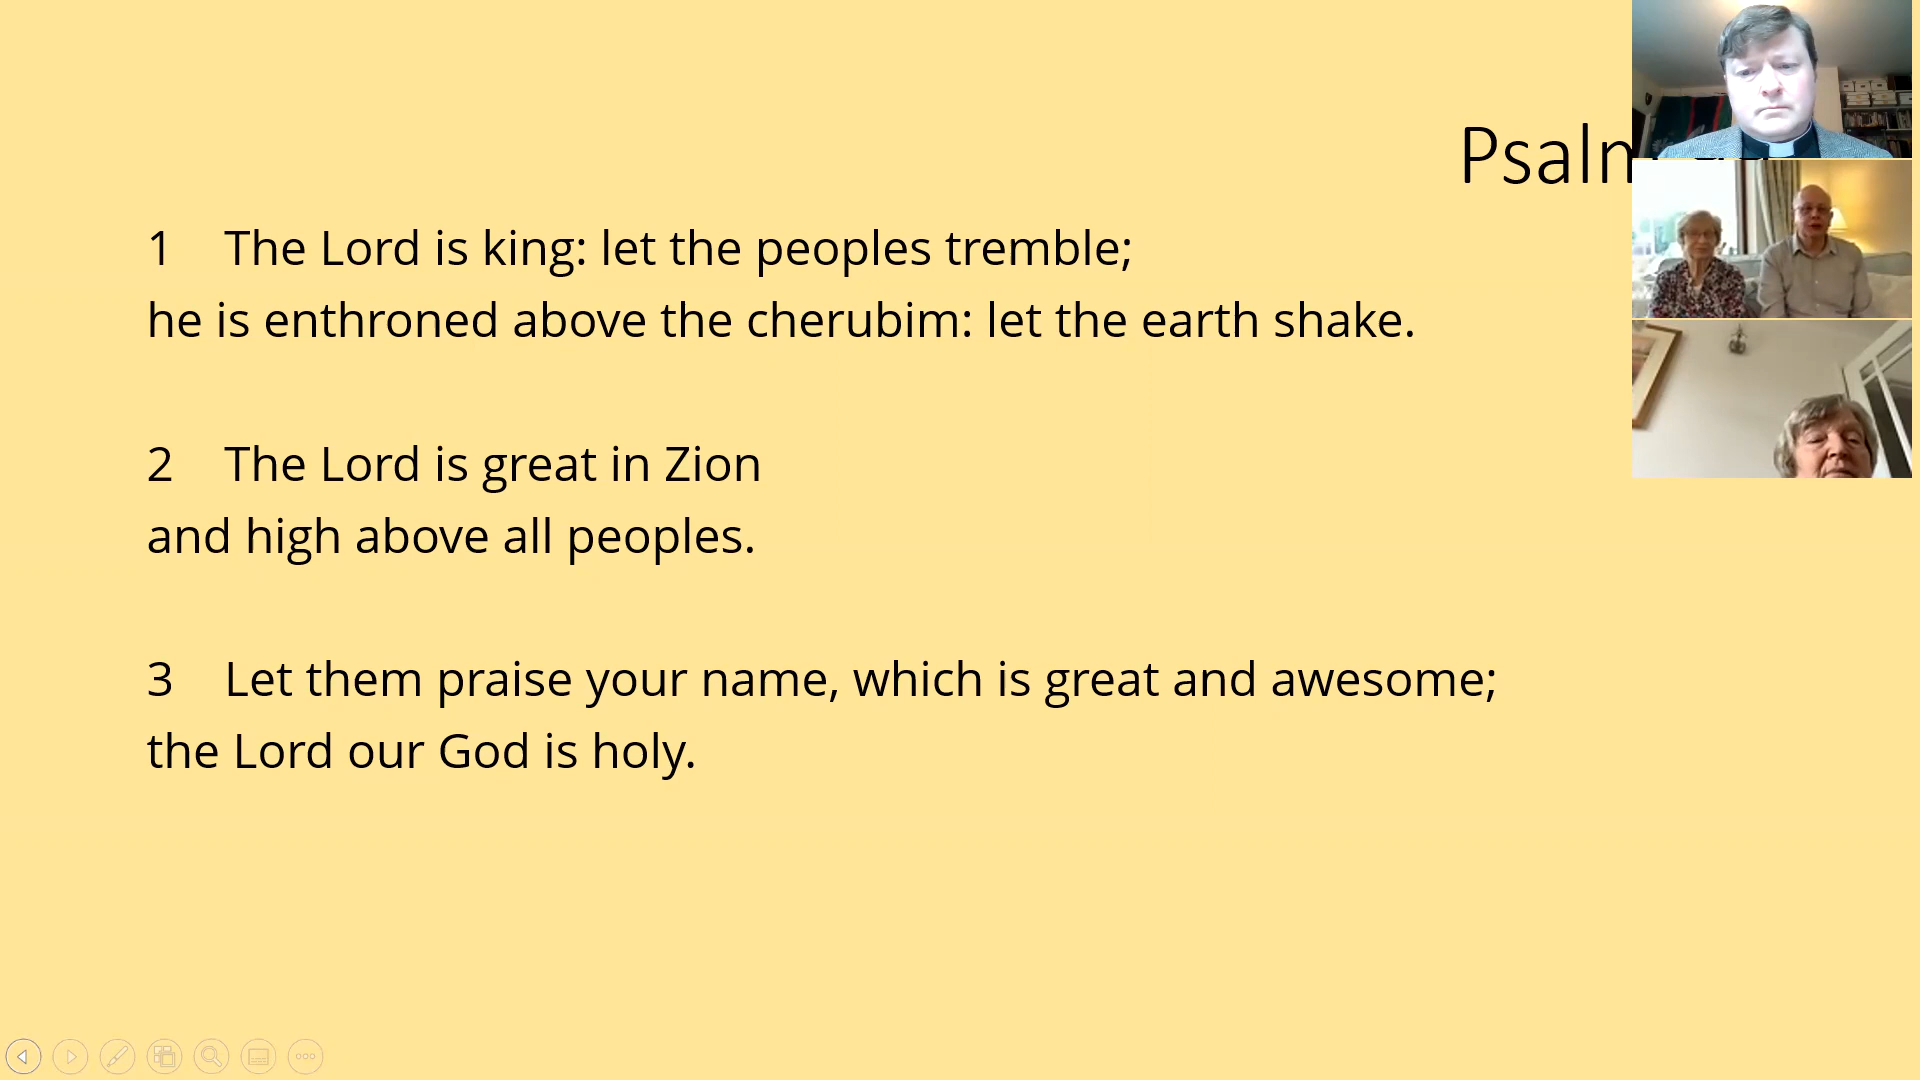 Psalm
1 The Lord is king: let the peoples tremble;
he is enthroned above the cherubim: let the earth shake.
2 The Lord is great in Zion
and high above all peoples.
3 Let them praise your name, which is great and awesome;
the Lord our God is holy.